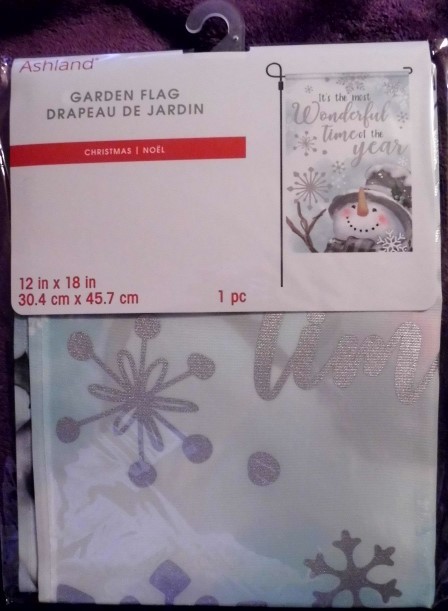 Ashland
GARDEN FLAG
DRAPEAU DE JARDIN
CHRISTMAS | NOËL
12 in x 18 in
30.4 cm x 45.7 cm
1 pc
It's the most
Wonderful
time of the
year
tim